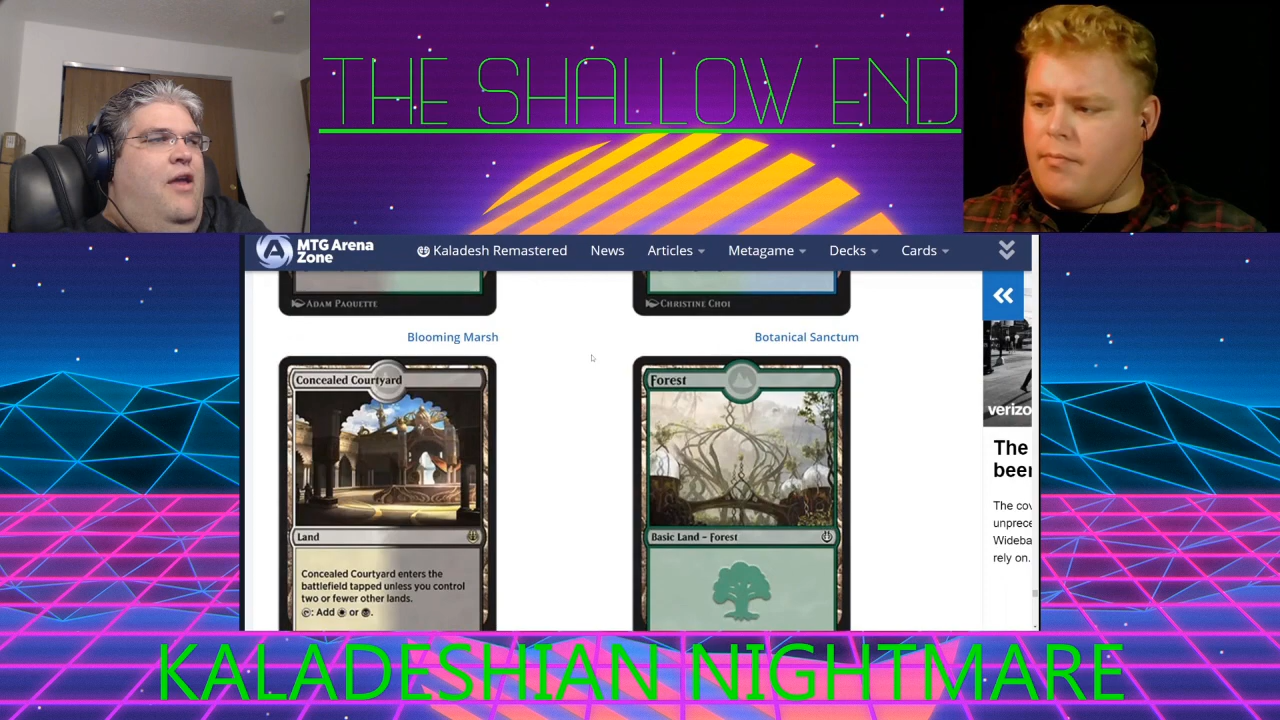 THE SHALLOW END
MTG Arena
Zone
Kaladesh Remastered
News
Articles
Metagame
Decks
Cards
Adam Paquette
Christine Choi
Blooming Marsh
Botanical Sanctum
Concealed Courtyard
Land
Concealed Courtyard enters the
battlefield tapped unless you control
two or fewer other lands.
: Add or .
Forest
Basic Land – Forest
verizo
The
beer
The cov
unprece
Wideba
rely on.
KALADESHIAN NIGHTMARE